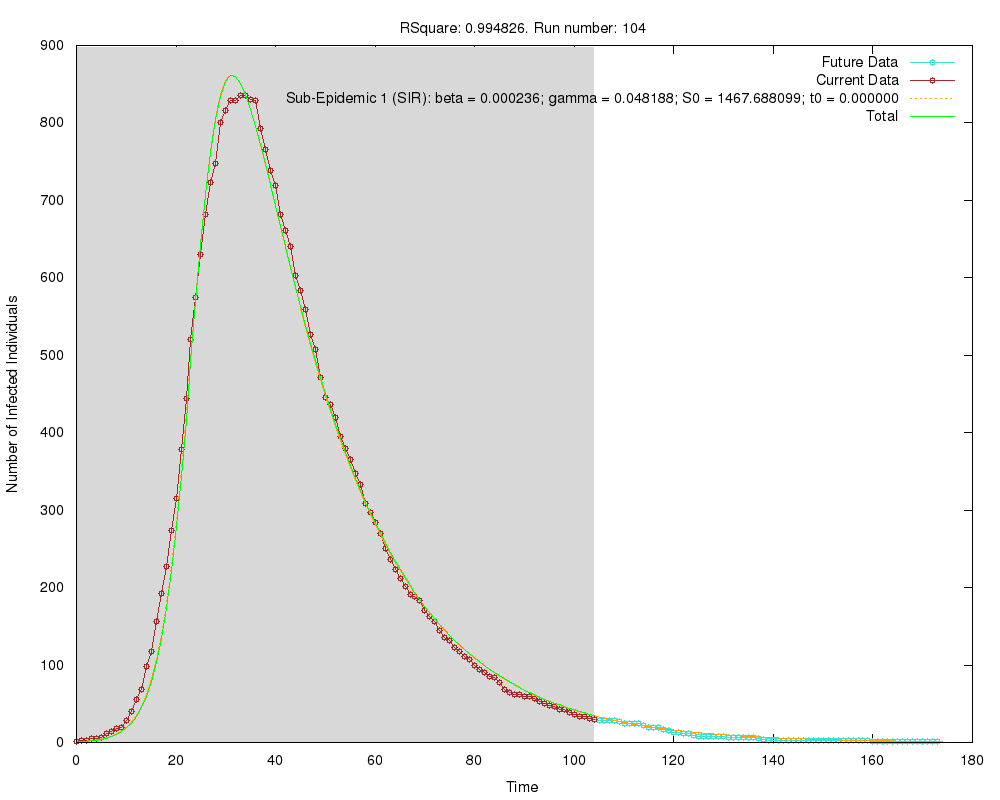 RSquare: 0.994826. Run number: 104
900
800
700
600
500
400
300
200
100
0
Number of Infected Individuals
Future Data
Current Data
Sub-Epidemic 1 (SIR): beta = 0.000236; gamma = 0.048188; S0 = 1467.688099; t0 = 0.000000
Total
0 20 40 60 80 100 120 140 160 180
Time